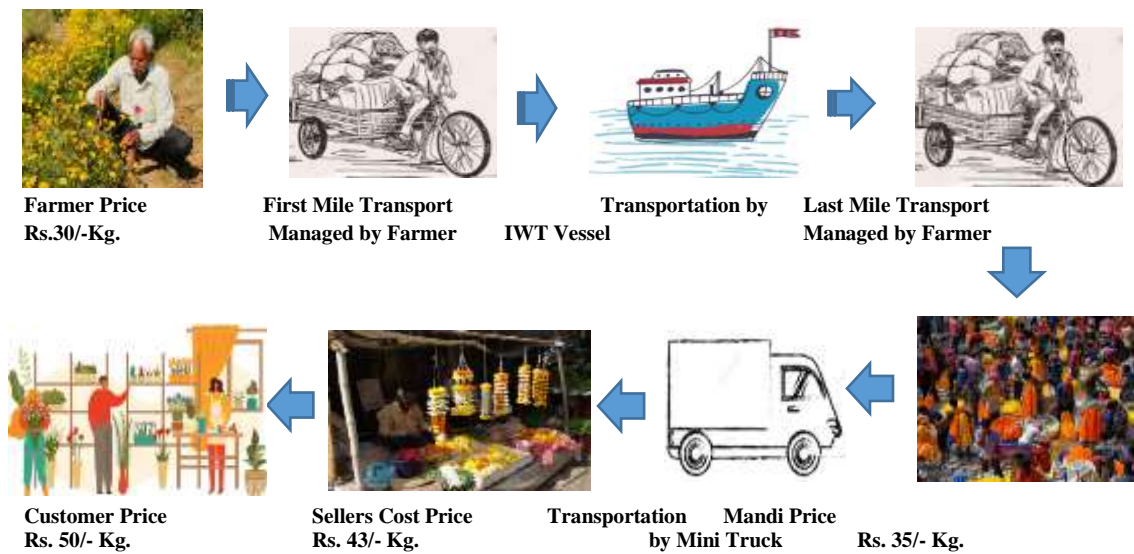 Farmer Price First Mile Transport Transportation by Last Mile Transport
Rs.30/-Kg. Managed by Farmer IWT Vessel Managed by Farmer
Customer Price Sellers Cost Price Transportation Mandi Price
Rs. 50/- Kg. Rs. 43/- Kg. by Mini Truck Rs. 35/- Kg.